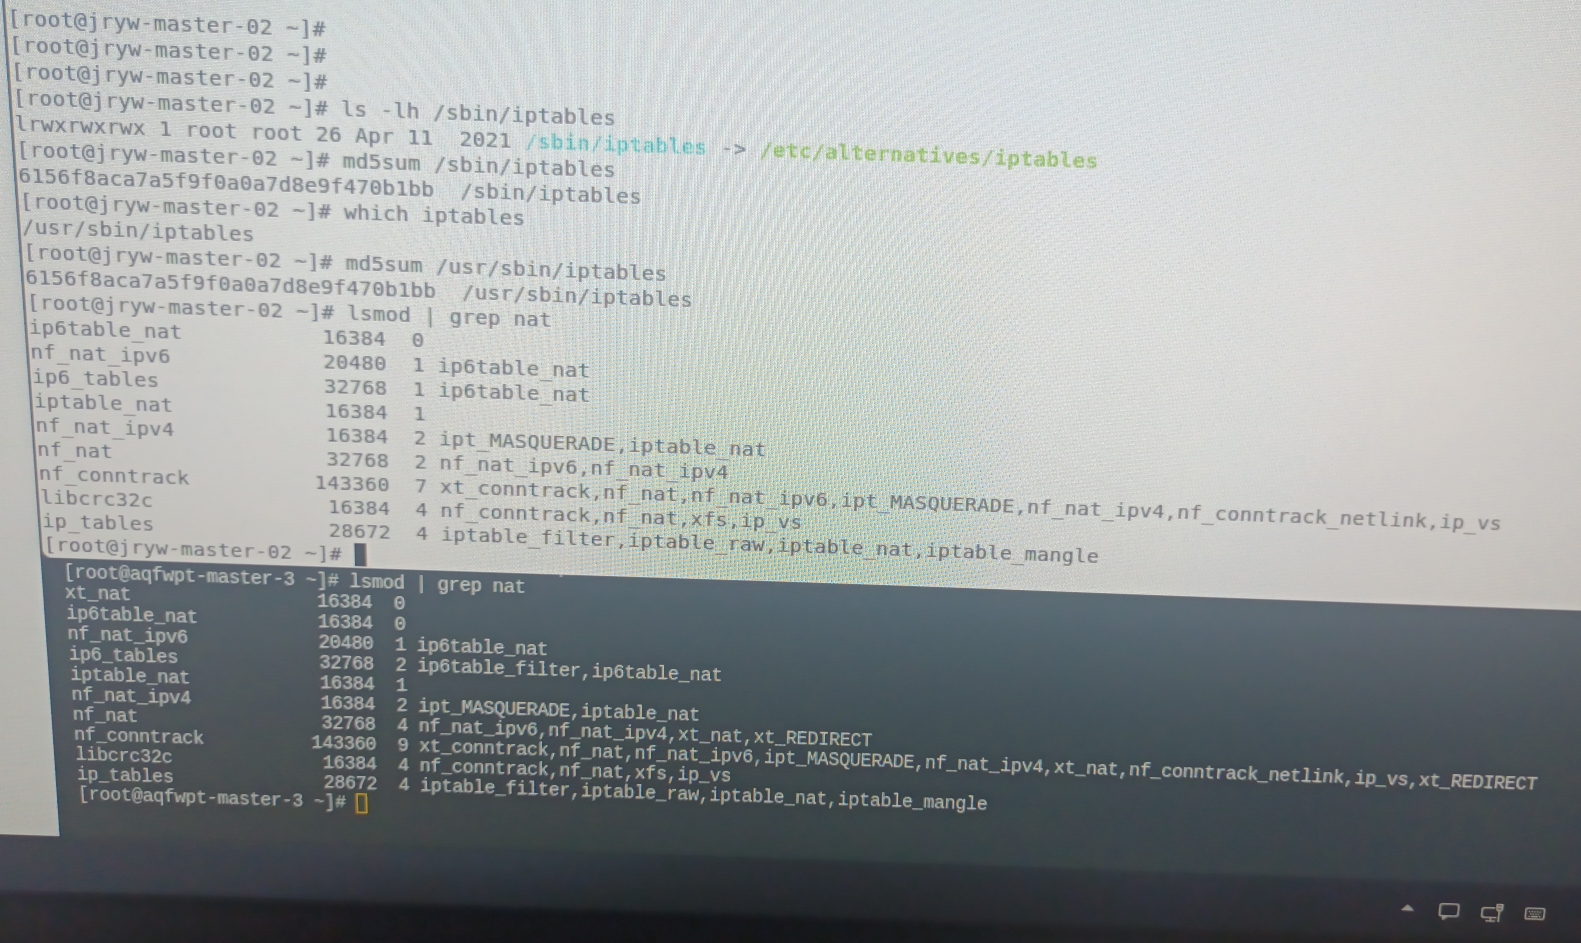 [root@jryw-master-02 ~]#
[root@jryw-master-02 ~]#
[root@jryw-master-02 ~]#
[root@jryw-master-02 ~]# ls -lh /sbin/iptables
lrwxrwxrwx 1 root root 26 Apr 11  2021 /sbin/iptables -> /etc/alternatives/iptables
[root@jryw-master-02 ~]# md5sum /sbin/iptables
6156f8aca7a5f9f0a0a7d8e9f470b1bb  /sbin/iptables
[root@jryw-master-02 ~]# which iptables
/usr/sbin/iptables
[root@jryw-master-02 ~]# md5sum /usr/sbin/iptables
6156f8aca7a5f9f0a0a7d8e9f470b1bb  /usr/sbin/iptables
[root@jryw-master-02 ~]# lsmod | grep nat
ip6table_nat 16384 0
nf_nat_ipv6 20480 1 ip6table_nat
ip6_tables 32768 1 ip6table_nat
iptable_nat 16384 1
nf_nat_ipv4 16384 2 ipt_MASQUERADE,iptable_nat
nf_nat 32768 2 nf_nat_ipv6,nf_nat_ipv4
nf_conntrack 143360 7 xt_conntrack,nf_nat,nf_nat_ipv6,ipt_MASQUERADE,nf_nat_ipv4,nf_conntrack_netlink,ip_vs
libcrc32c 16384 4 nf_conntrack,nf_nat,xfs,ip_vs
ip_tables 28672 4 iptable_filter,iptable_raw,iptable_nat,iptable_mangle
[root@jryw-master-02 ~]#
[root@aqfwpt-master-3 ~]# lsmod | grep nat
xt_nat 16384 0
ip6table_nat 16384 0
nf_nat_ipv6 20480 1 ip6table_nat
ip6_tables 32768 2 ip6table_filter,ip6table_nat
iptable_nat 16384 1
nf_nat_ipv4 16384 2 ipt_MASQUERADE,iptable_nat
nf_nat 32768 4 nf_nat_ipv6,nf_nat_ipv4,xt_nat,xt_REDIRECT
nf_conntrack 143360 9 xt_conntrack,nf_nat,nf_nat_ipv6,ipt_MASQUERADE,nf_nat_ipv4,xt_nat,nf_conntrack_netlink,ip_vs,xt_REDIRECT
libcrc32c 16384 4 nf_conntrack,nf_nat,xfs,ip_vs
ip_tables 28672 4 iptable_filter,iptable_raw,iptable_nat,iptable_mangle
[root@aqfwpt-master-3 ~]#